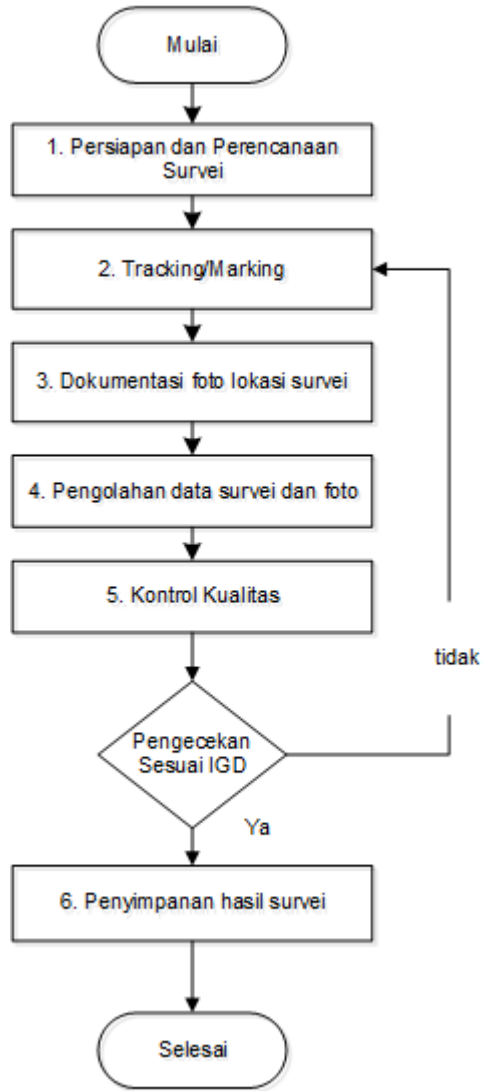 Mulai
1. Persiapan dan Perencanaan
Survei
2. Tracking/Marking
3. Dokumentasi foto lokasi survei
4. Pengolahan data survei dan foto
5. Kontrol Kualitas
tidak
Pengecekan
Sesuai IGD
Ya
6. Penyimpanan hasil survei
Selesai